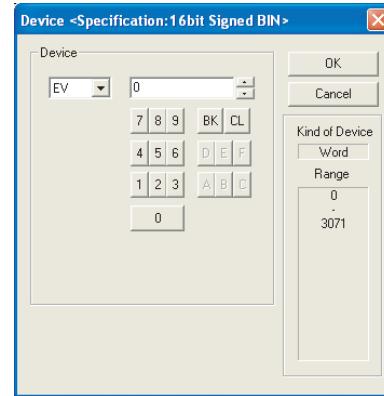 Device <Specification:16bit Signed BIN>
Device
EV 0
7 8 9 BK CL
4 5 6 D E F
1 2 3 A B C
0
OK
Cancel
Kind of Device
Word
Range
0
-
3071